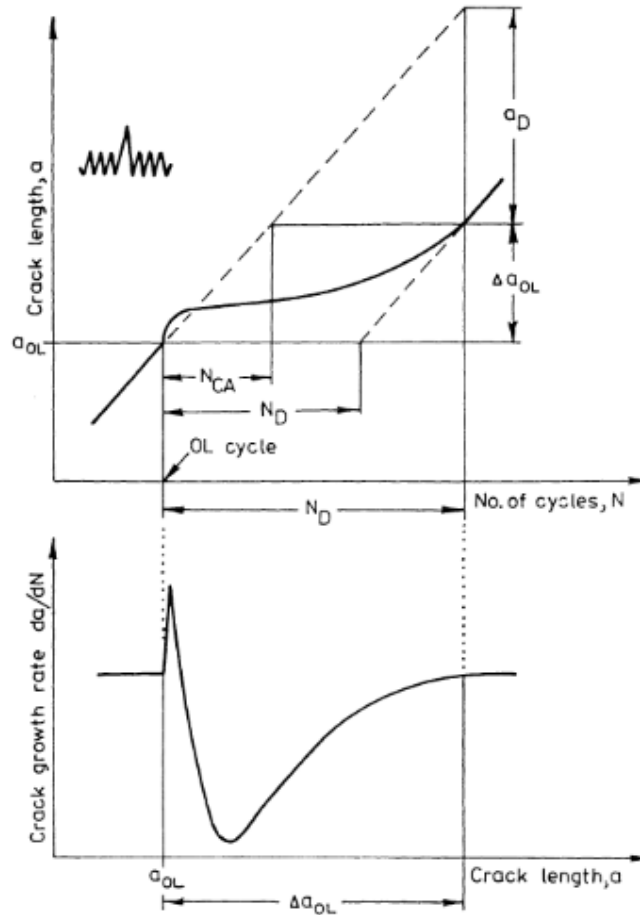 Crack length, a
a_D
Δa_OL
a_OL
N_CA
N_D
OL cycle
No. of cycles, N
N_D
Crack growth rate da/dN
a_OL
Crack length, a
Δa_OL